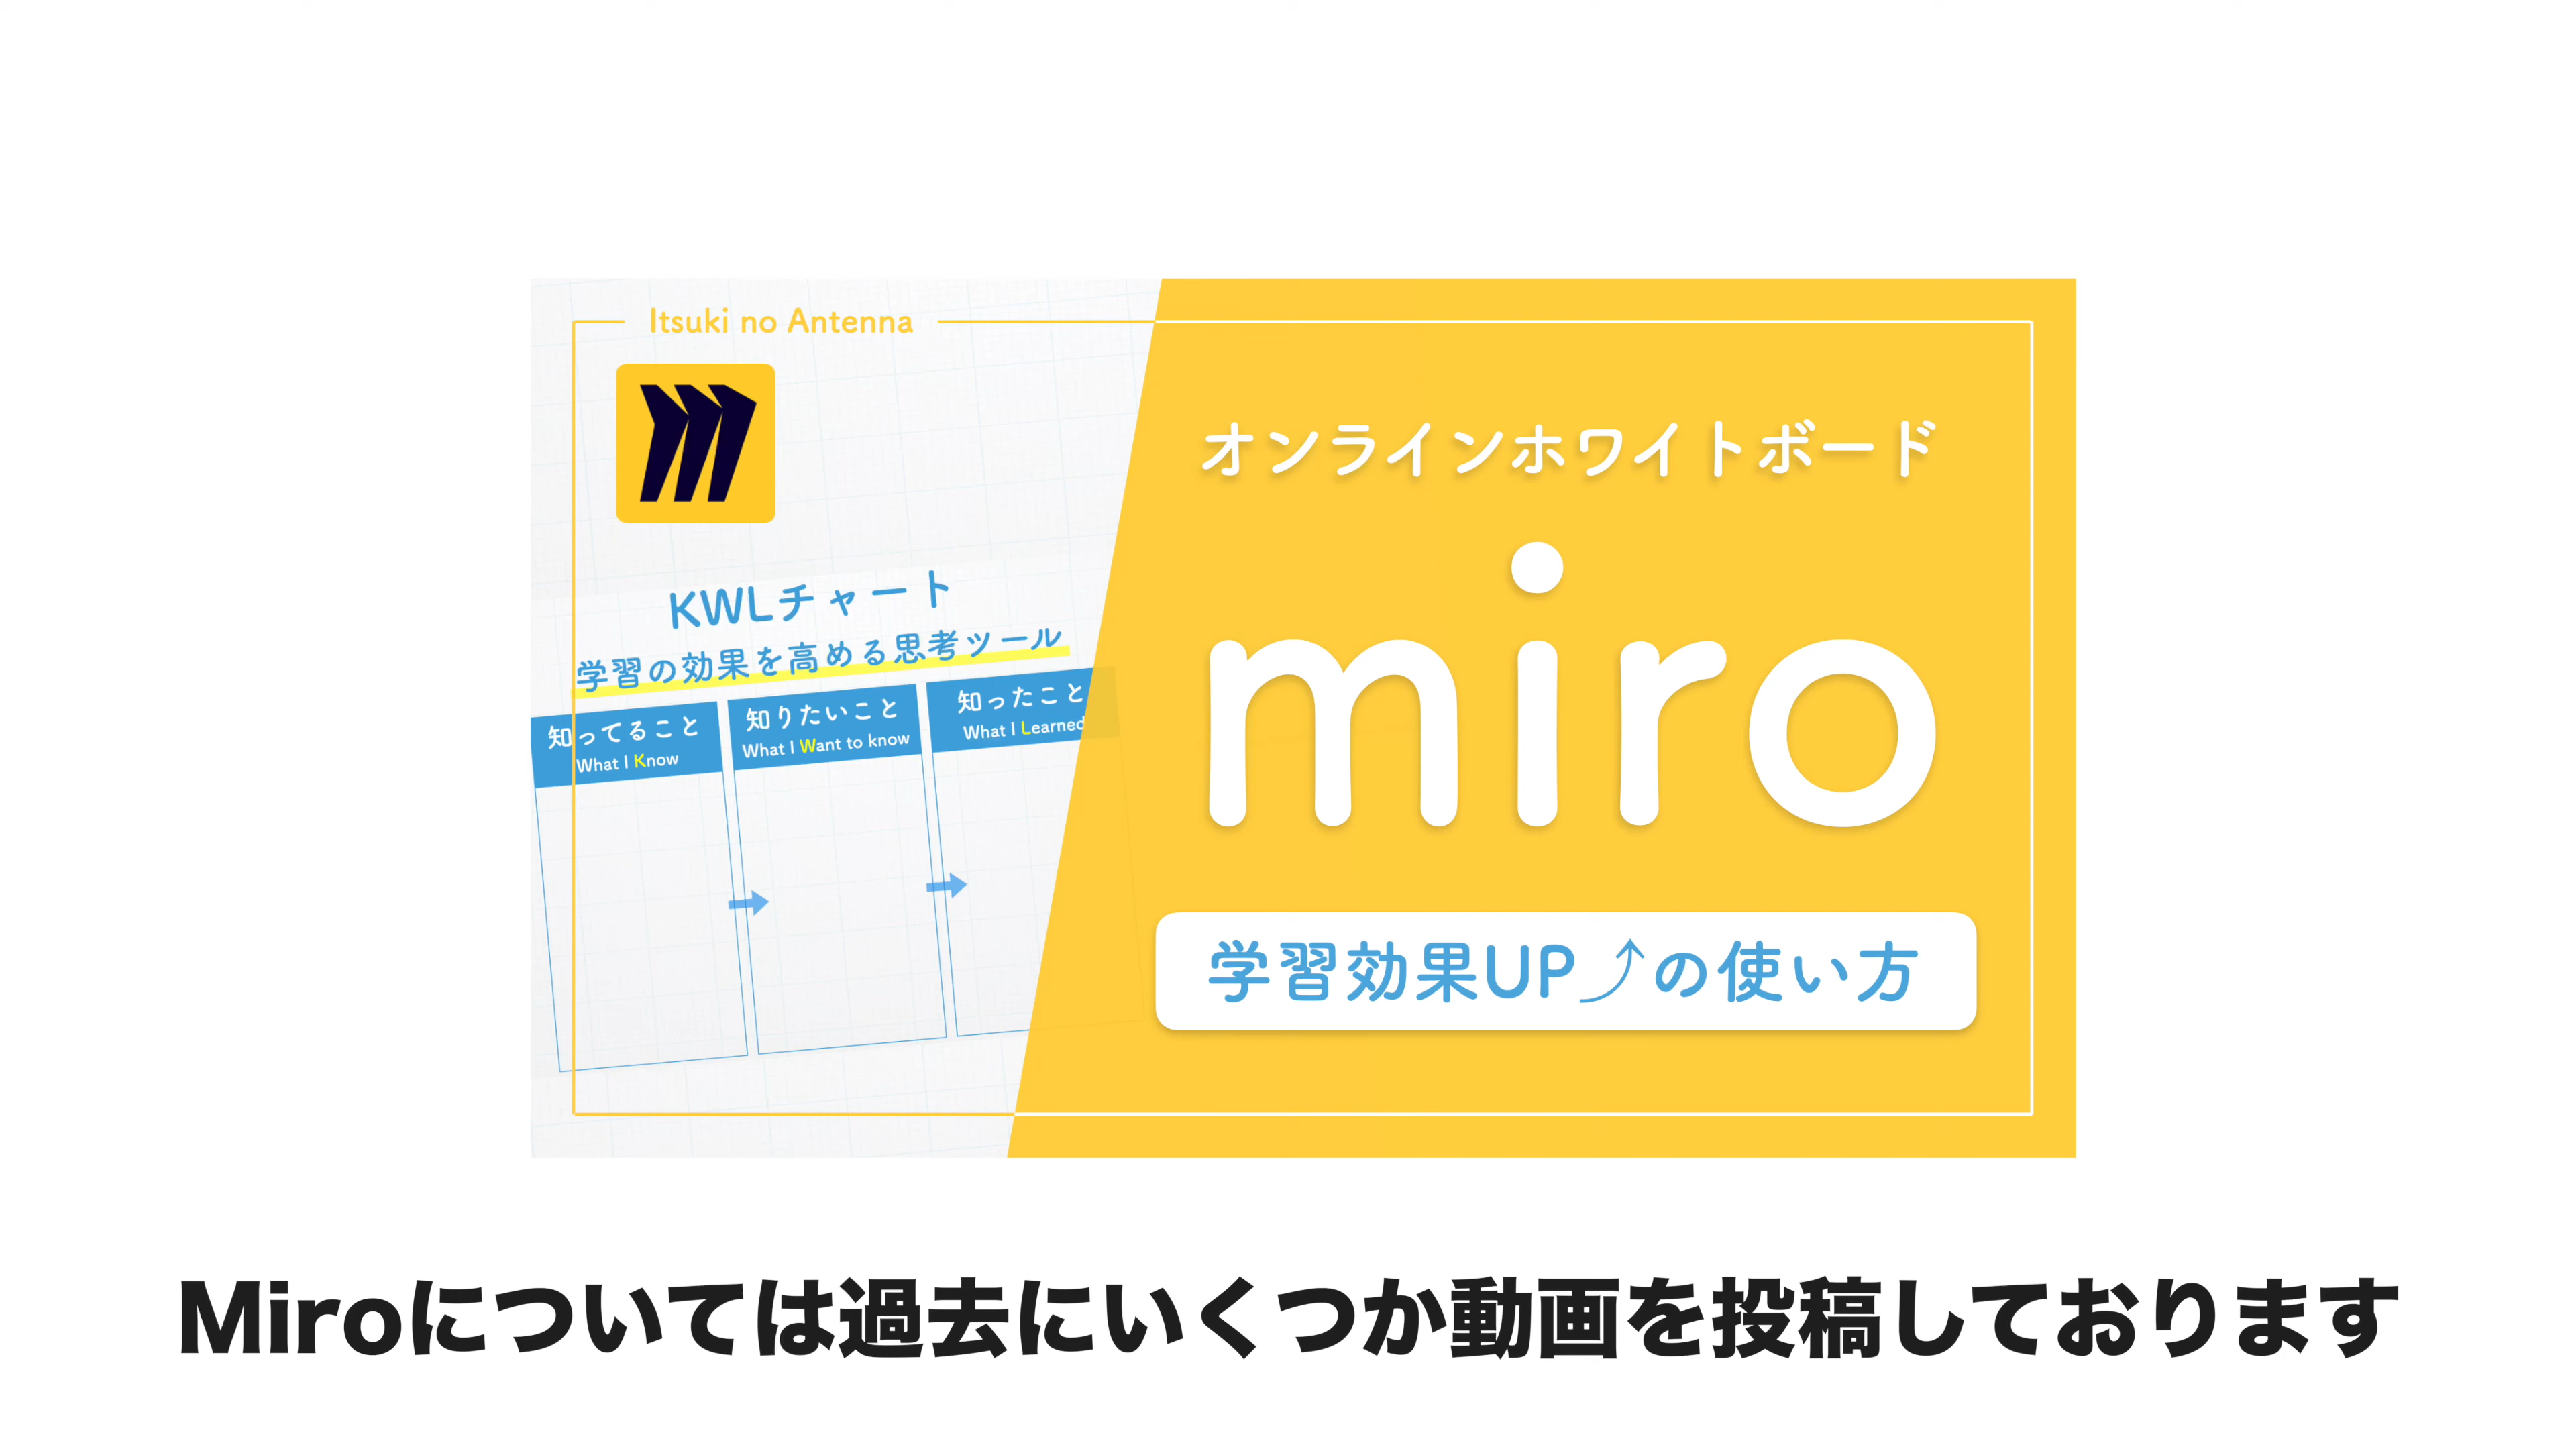 Itsuki no Antenna
KWLチャート
学習の効果を高める思考ツール
知ってること
What I Know
知りたいこと
What I Want to know
知ったこと
What I Learned
オンラインホワイトボード
miro
学習効果UP⤴の使い方
Miroについては過去にいくつか動画を投稿しております